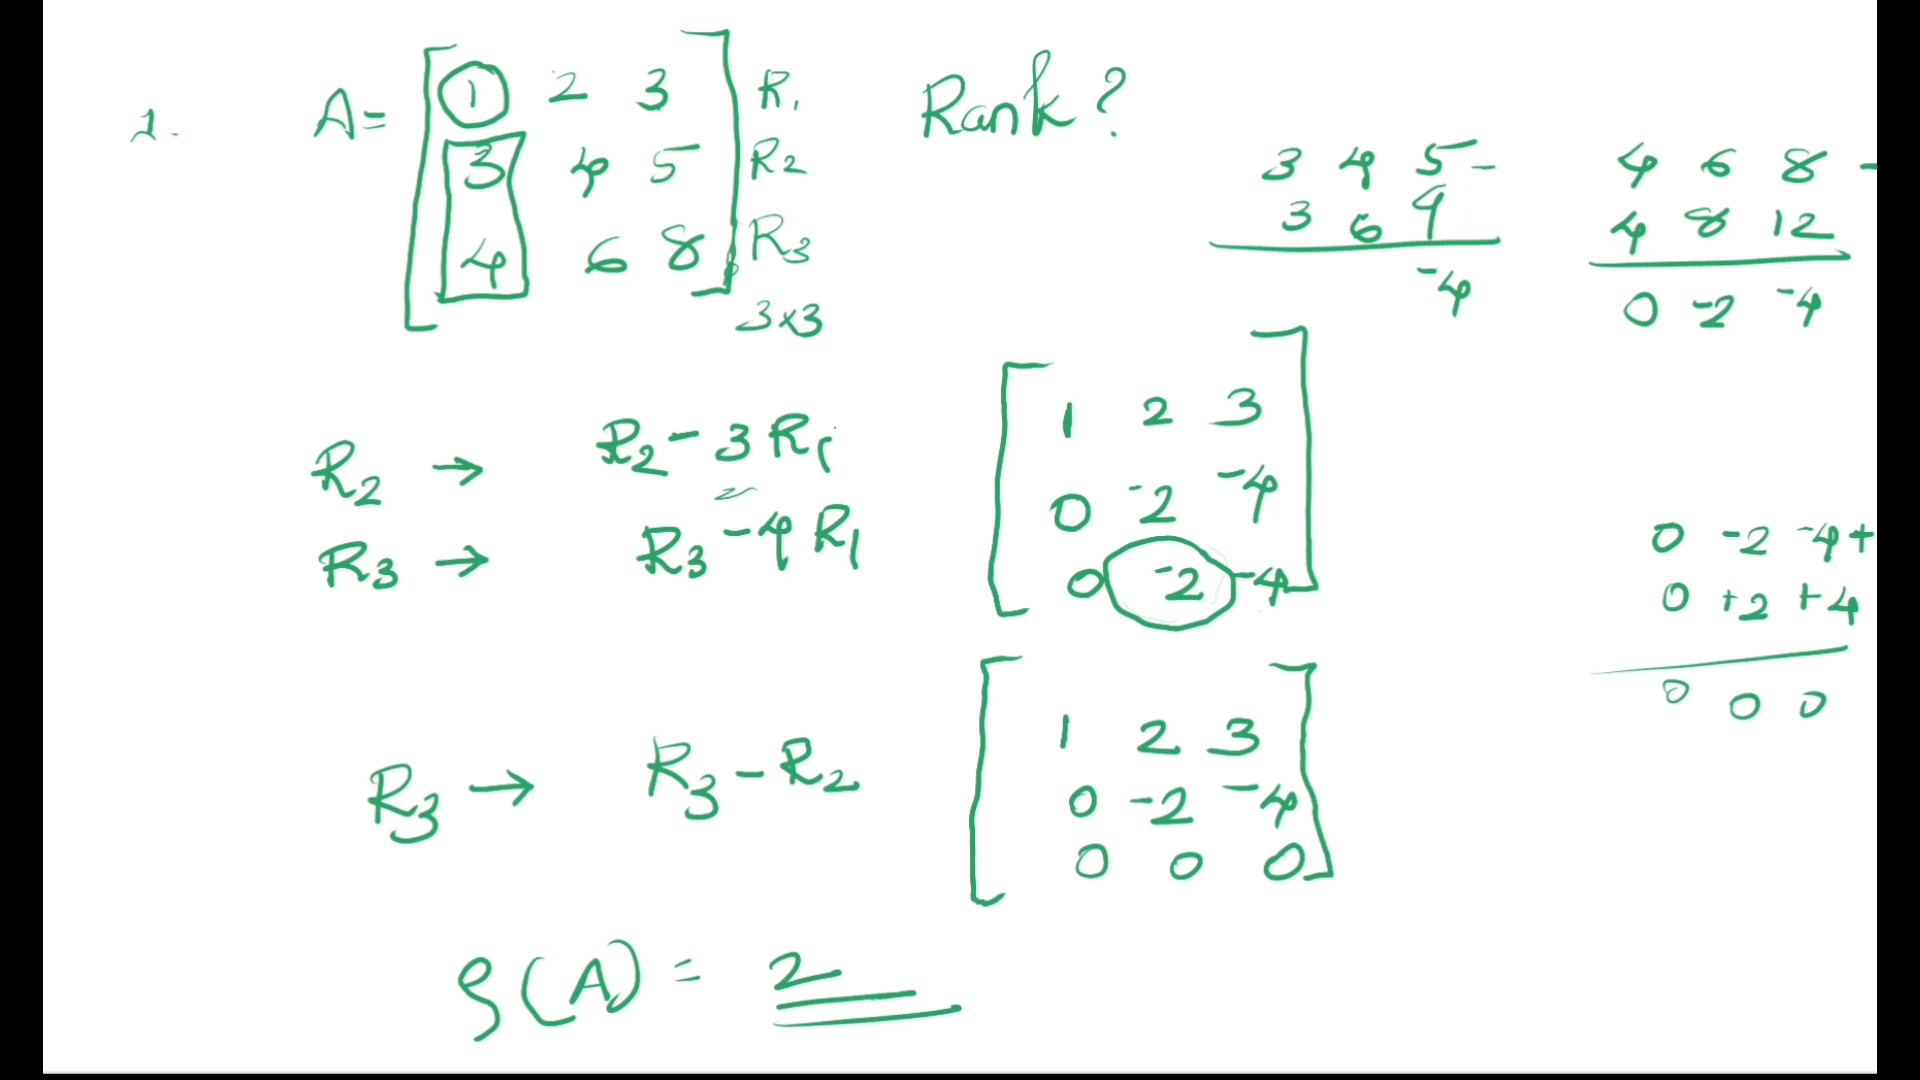 1. A = [ 1 2 3 ] R1 Rank?
[ 3 4 5 ] R2
[ 4 6 8 ] R3
3×3
3 4 5 -
3 6 9
-4
4 6 8 -
4 8 12
0 -2 -4
R2 → R2 - 3R1
R3 → R3 - 4R1
[ 1 2 3 ]
[ 0 -2 -4 ]
[ 0 -2 -4 ]
0 -2 -4 +
0 +2 +4
0 0 0
R3 → R3 - R2
[ 1 2 3 ]
[ 0 -2 -4 ]
[ 0 0 0 ]
ρ(A) = 2